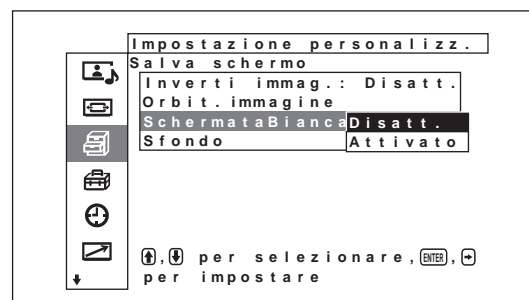 Impostazione personalizz.
Salva schermo
Inverti immag.: Disatt.
Orbit.immagine
SchermataBianca Disatt.
Sfondo Attivato
, per selezionare, ENTER,
per impostare